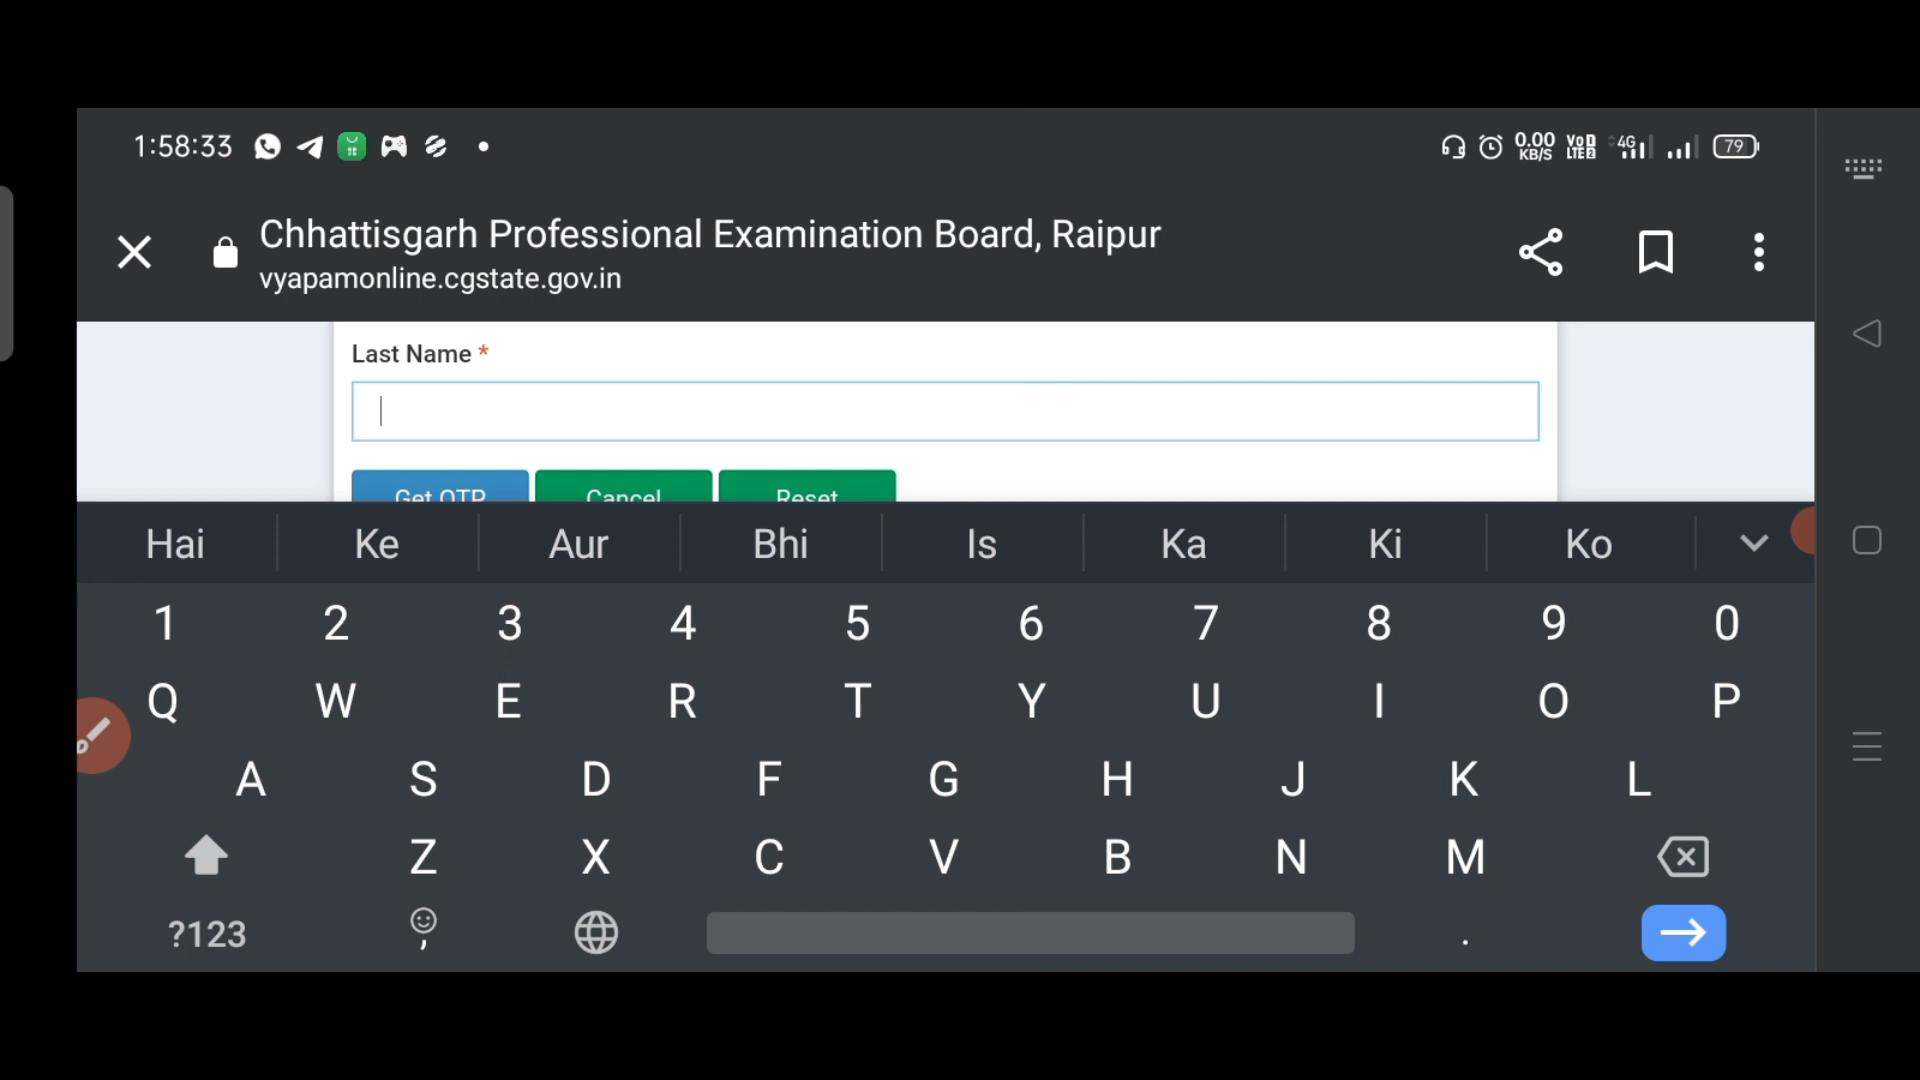 1:58:33 0.00 KB/S VoD LTE2 4G 79
Chhattisgarh Professional Examination Board, Raipur
vyapamonline.cgstate.gov.in
Last Name *
Get OTP Cancel Reset
Hai Ke Aur Bhi Is Ka Ki Ko
1 2 3 4 5 6 7 8 9 0
Q W E R T Y U I O P
A S D F G H J K L
Z X C V B N M
?123 , .